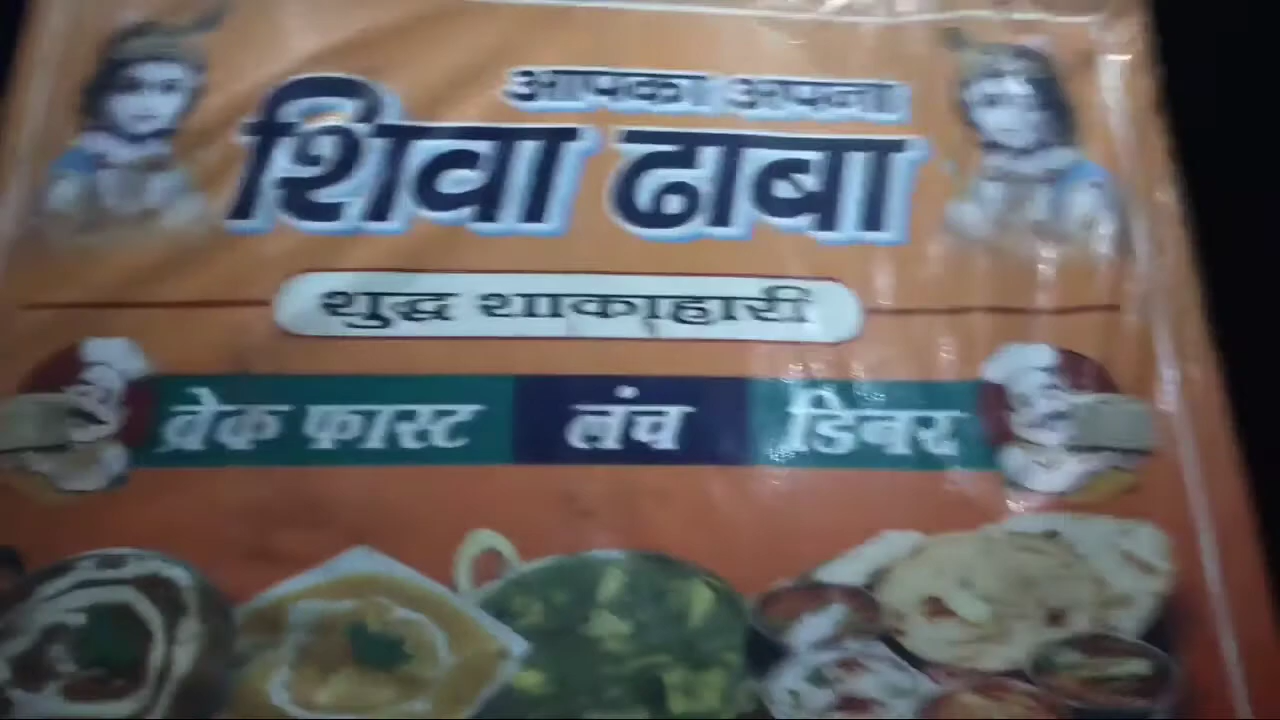 आपका अपना
शिवा ढाबा
शुद्ध शाकाहारी
ब्रेक फास्ट लंच डिनर